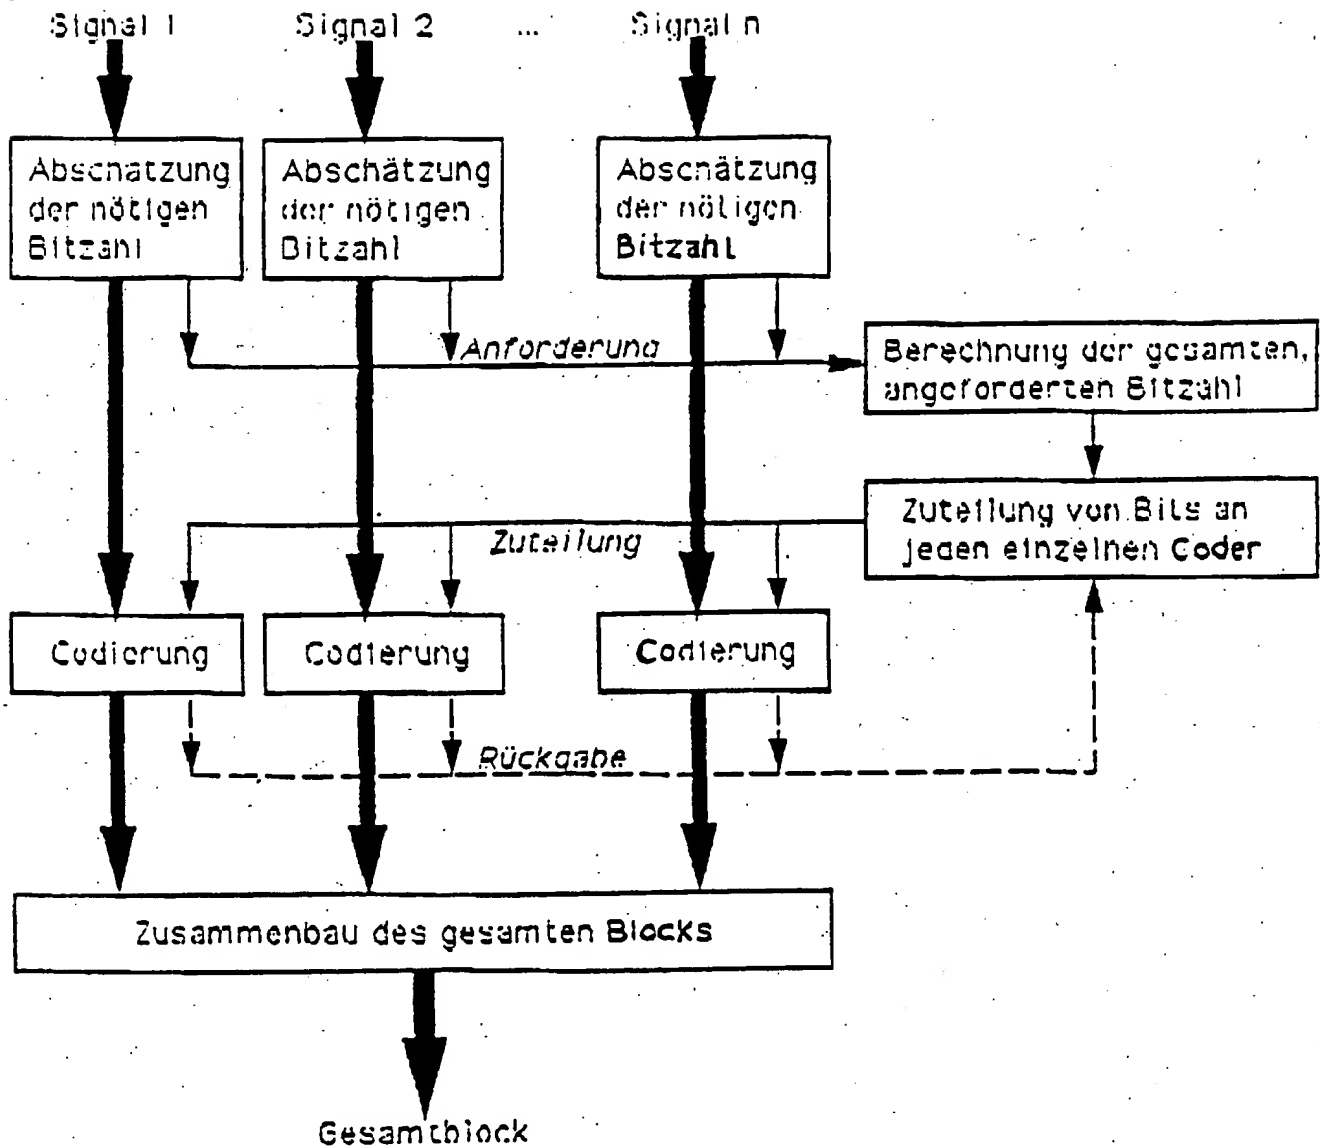 Signal 1 Signal 2 ... Signal n
Abschätzung
der nötigen
Bitzahl
Abschätzung
der nötigen
Bitzahl
Abschätzung
der nötigen
Bitzahl
Anforderung
Berechnung der gesamten,
angeforderten Bitzahl
Zuteilung von Bits an
jeden einzelnen Coder
Zuteilung
Codierung
Codierung
Codierung
Rückgabe
Zusammenbau des gesamten Blocks
Gesamtblock